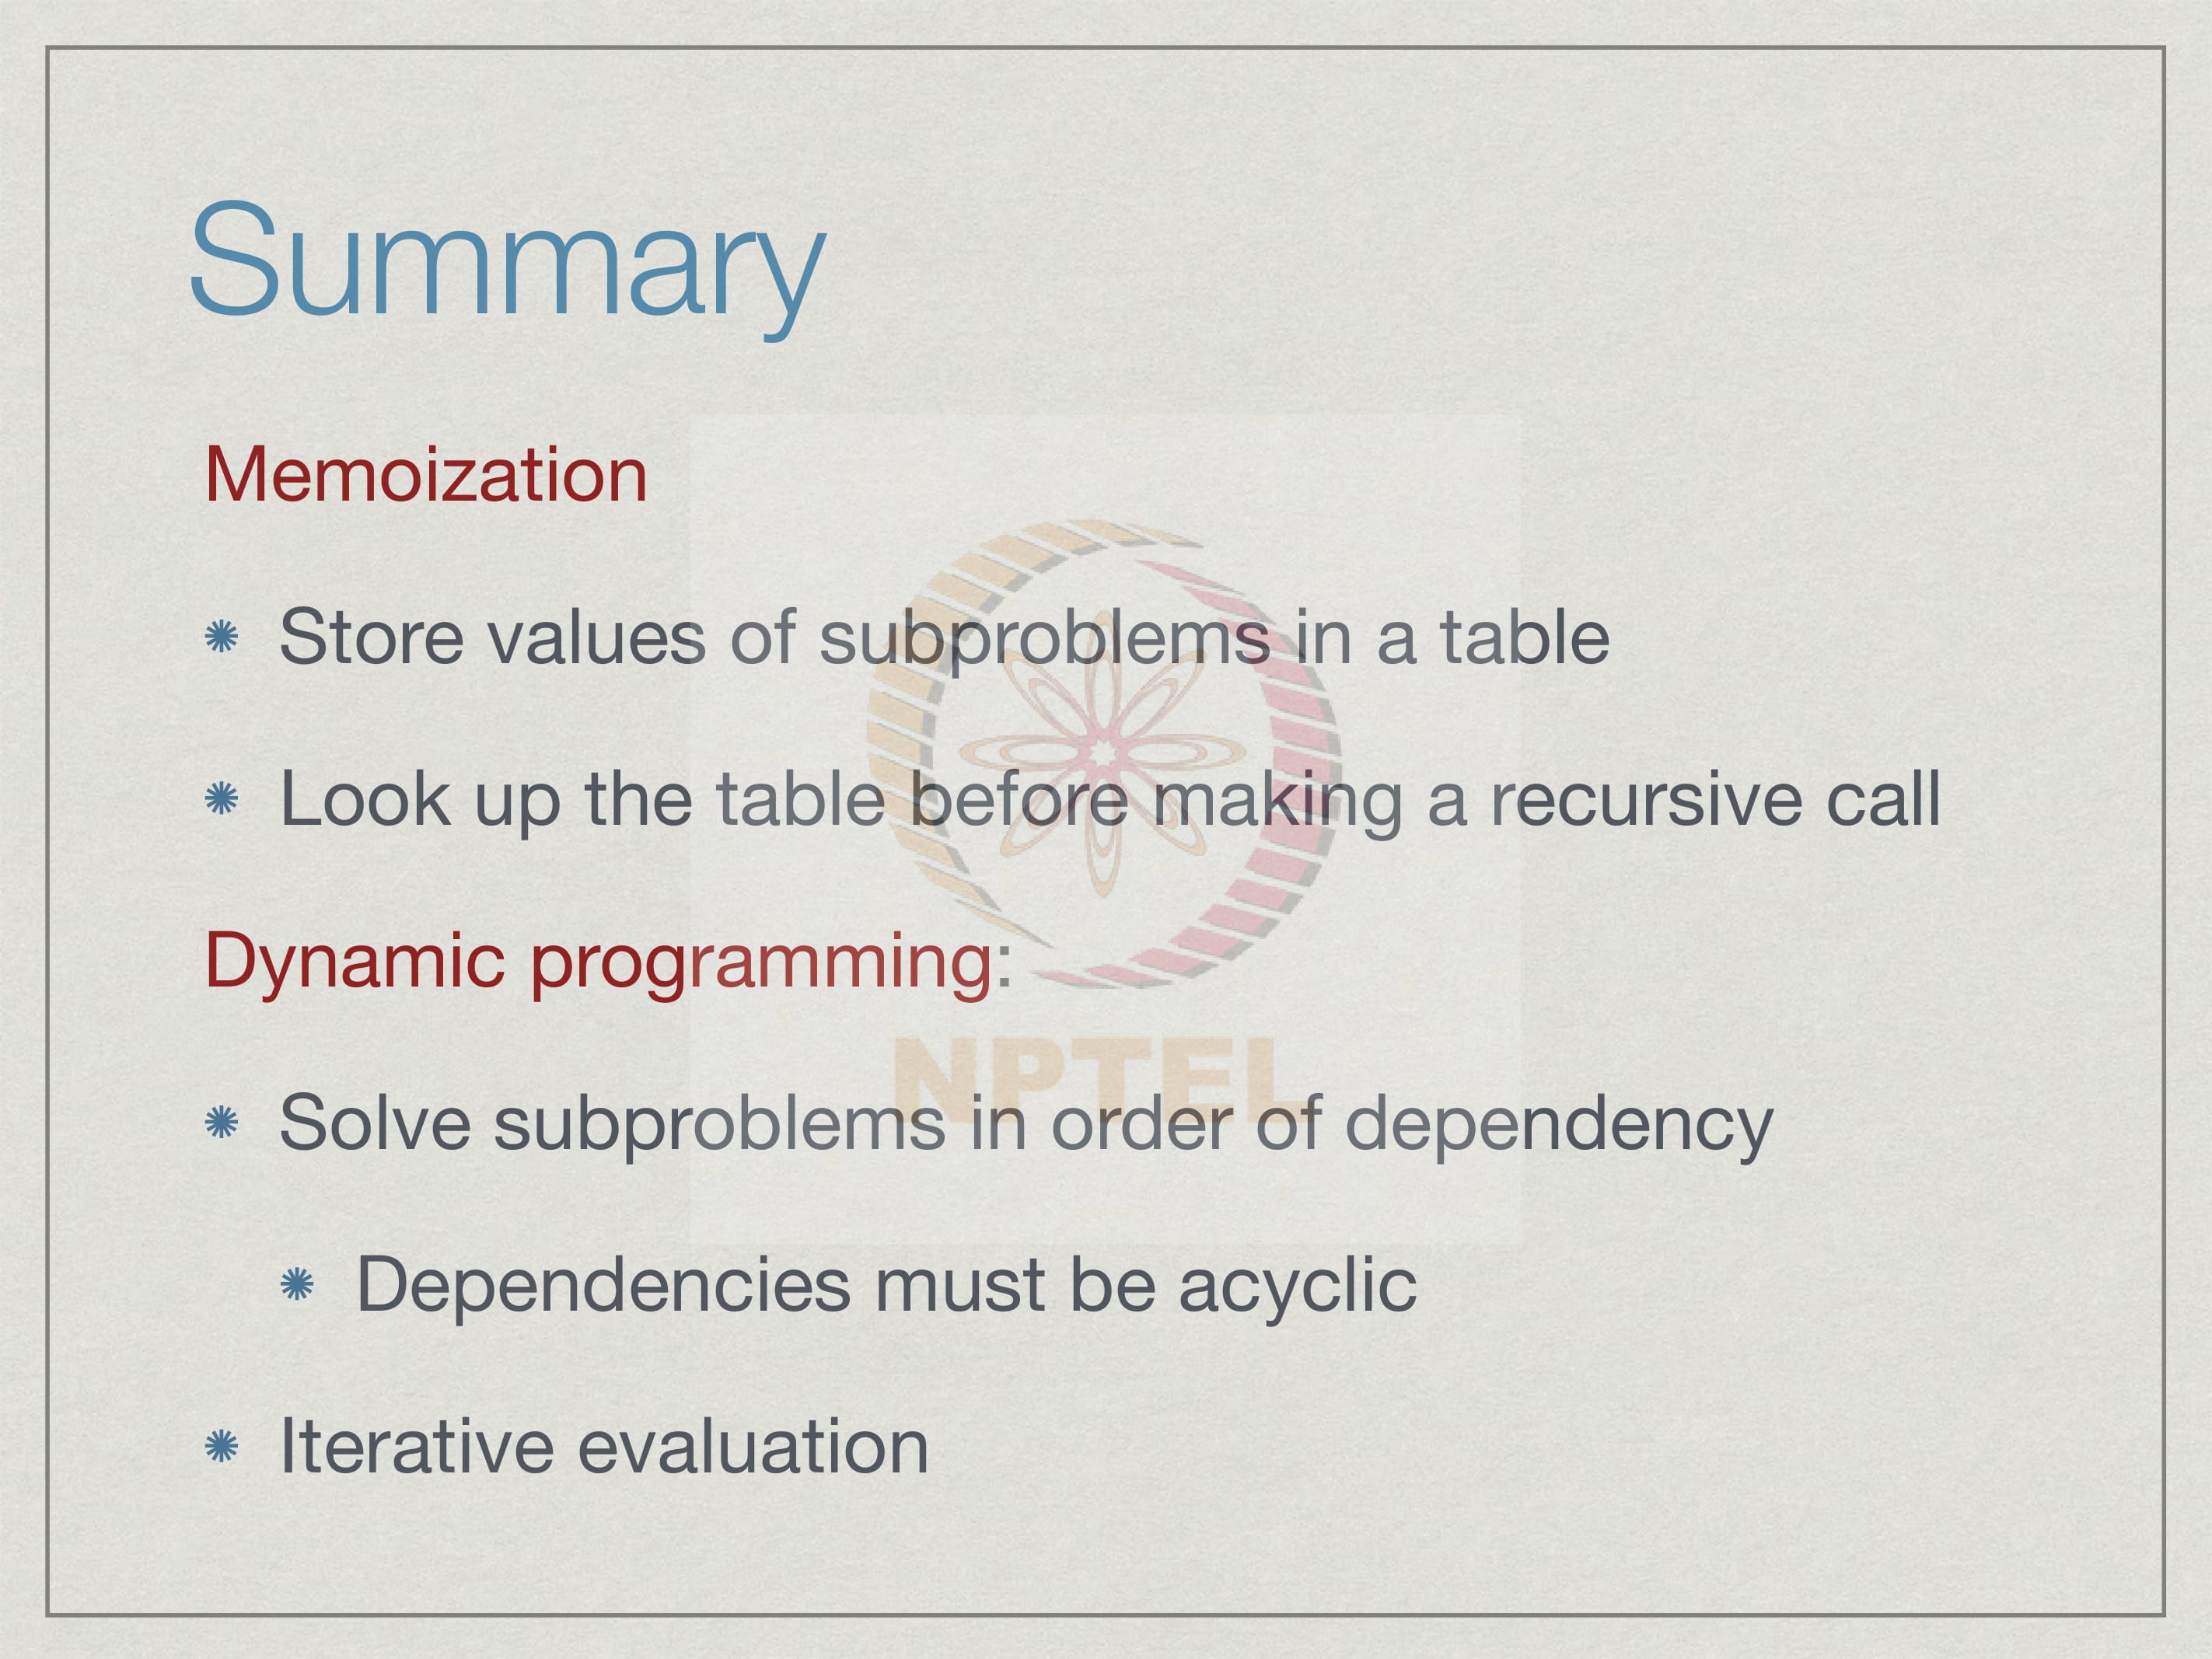 Summary
Memoization
Store values of subproblems in a table
Look up the table before making a recursive call
Dynamic programming:
NPTEL
Solve subproblems in order of dependency
Dependencies must be acyclic
Iterative evaluation